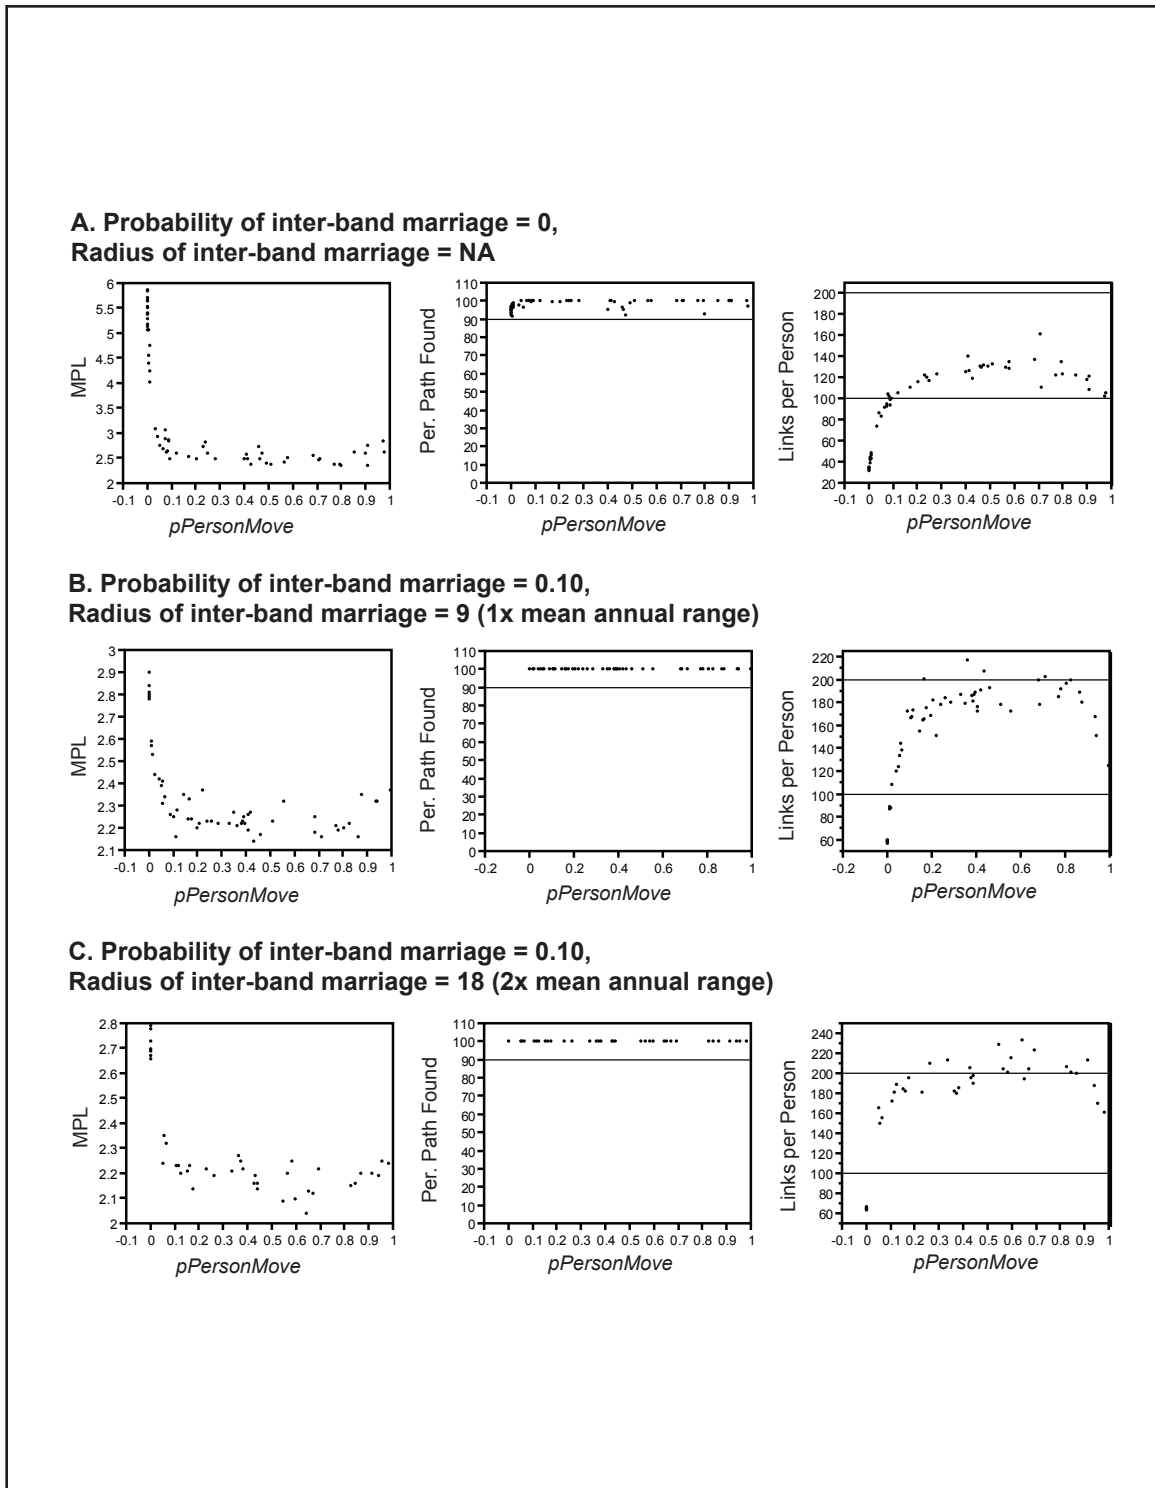 A. Probability of inter-band marriage = 0,
Radius of inter-band marriage = NA
MPL
6
5.5
5
4.5
4
3.5
3
2.5
2
-0.1 0 0.1 0.2 0.3 0.4 0.5 0.6 0.7 0.8 0.9 1
pPersonMove
Per. Path Found
110
100
90
80
70
60
50
40
30
20
10
0
-0.1 0 0.1 0.2 0.3 0.4 0.5 0.6 0.7 0.8 0.9 1
pPersonMove
Links per Person
200
180
160
140
120
100
80
60
40
20
-0.1 0 0.1 0.2 0.3 0.4 0.5 0.6 0.7 0.8 0.9 1
pPersonMove
B. Probability of inter-band marriage = 0.10,
Radius of inter-band marriage = 9 (1x mean annual range)
MPL
3
2.9
2.8
2.7
2.6
2.5
2.4
2.3
2.2
2.1
-0.1 0 0.1 0.2 0.3 0.4 0.5 0.6 0.7 0.8 0.9 1
pPersonMove
Per. Path Found
110
100
90
80
70
60
50
40
30
20
10
0
-0.2 0 0.2 0.4 0.6 0.8 1
pPersonMove
Links per Person
220
200
180
160
140
120
100
80
60
-0.2 0 0.2 0.4 0.6 0.8 1
pPersonMove
C. Probability of inter-band marriage = 0.10,
Radius of inter-band marriage = 18 (2x mean annual range)
MPL
2.8
2.7
2.6
2.5
2.4
2.3
2.2
2.1
2
-0.1 0 0.1 0.2 0.3 0.4 0.5 0.6 0.7 0.8 0.9 1
pPersonMove
Per. Path Found
110
100
90
80
70
60
50
40
30
20
10
0
-0.1 0 0.1 0.2 0.3 0.4 0.5 0.6 0.7 0.8 0.9 1
pPersonMove
Links per Person
240
220
200
180
160
140
120
100
80
60
-0.1 0 0.1 0.2 0.3 0.4 0.5 0.6 0.7 0.8 0.9 1
pPersonMove